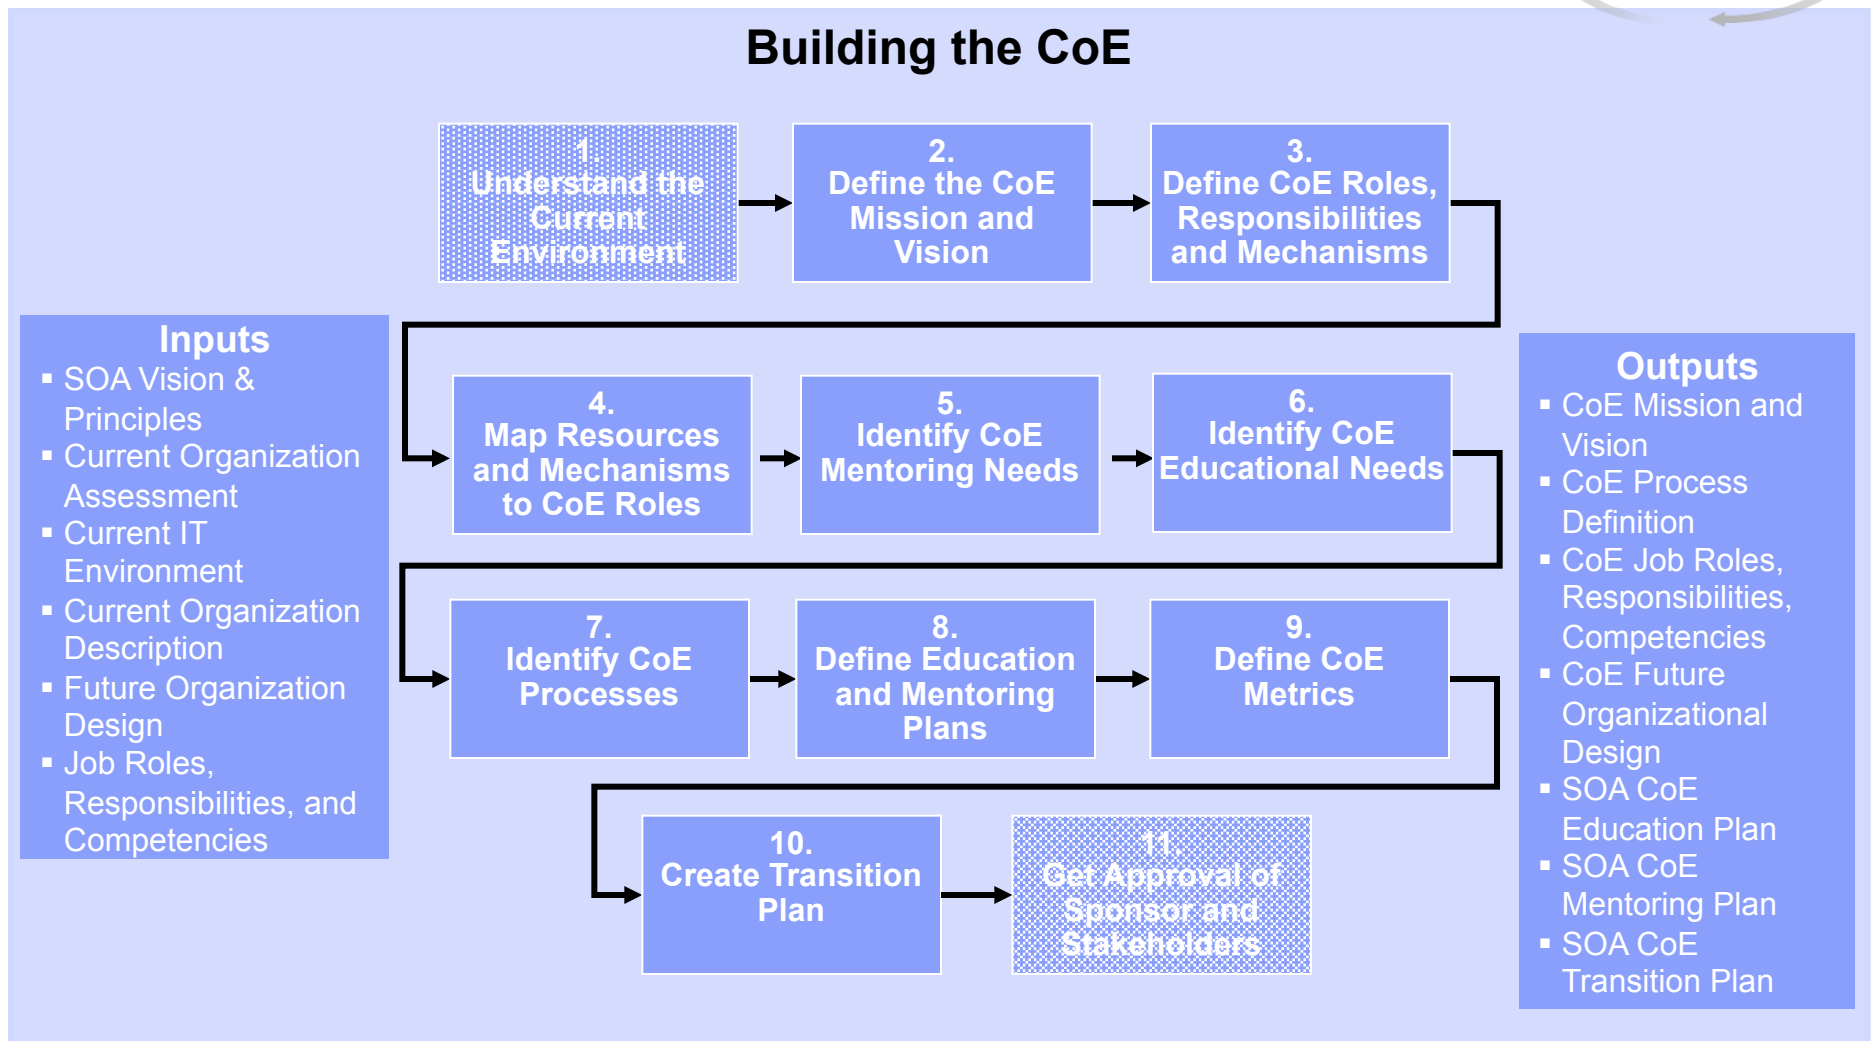 Building the CoE
1.
Understand the
Current
Environment
2.
Define the CoE
Mission and
Vision
3.
Define CoE Roles,
Responsibilities
and Mechanisms
Inputs
▪ SOA Vision &
Principles
▪ Current Organization
Assessment
▪ Current IT
Environment
▪ Current Organization
Description
▪ Future Organization
Design
▪ Job Roles,
Responsibilities, and
Competencies
4.
Map Resources
and Mechanisms
to CoE Roles
5.
Identify CoE
Mentoring Needs
6.
Identify CoE
Educational Needs
7.
Identify CoE
Processes
8.
Define Education
and Mentoring
Plans
9.
Define CoE
Metrics
10.
Create Transition
Plan
11.
Get Approval of
Sponsor and
Stakeholders
Outputs
▪ CoE Mission and
Vision
▪ CoE Process
Definition
▪ CoE Job Roles,
Responsibilities,
Competencies
▪ CoE Future
Organizational
Design
▪ SOA CoE
Education Plan
▪ SOA CoE
Mentoring Plan
▪ SOA CoE
Transition Plan